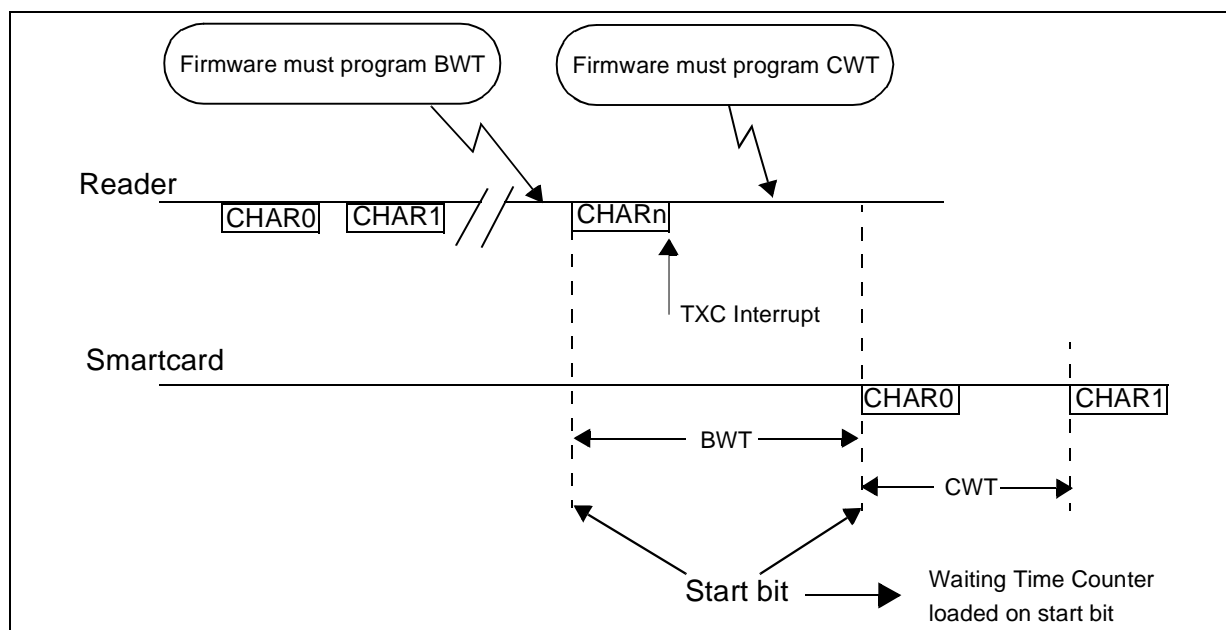 Firmware must program BWT
Firmware must program CWT
Reader
CHAR0
CHAR1
CHARn
TXC Interrupt
Smartcard
CHAR0
CHAR1
BWT
CWT
Start bit
Waiting Time Counter
loaded on start bit